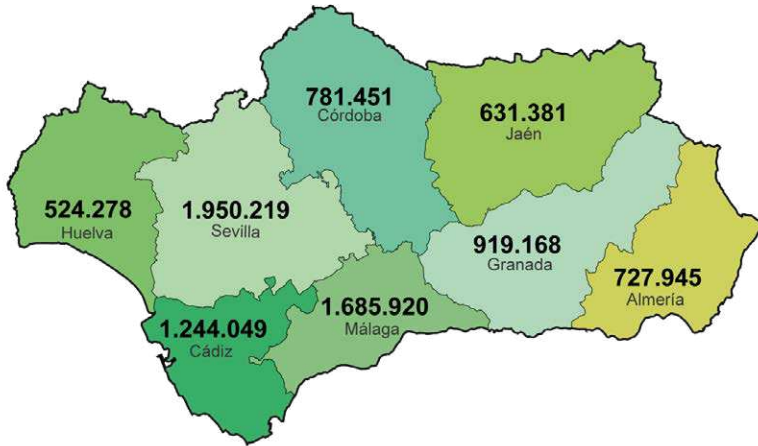 781.451
Córdoba
631.381
Jaén
524.278
Huelva
1.950.219
Sevilla
919.168
Granada
727.945
Almería
1.244.049
Cádiz
1.685.920
Málaga